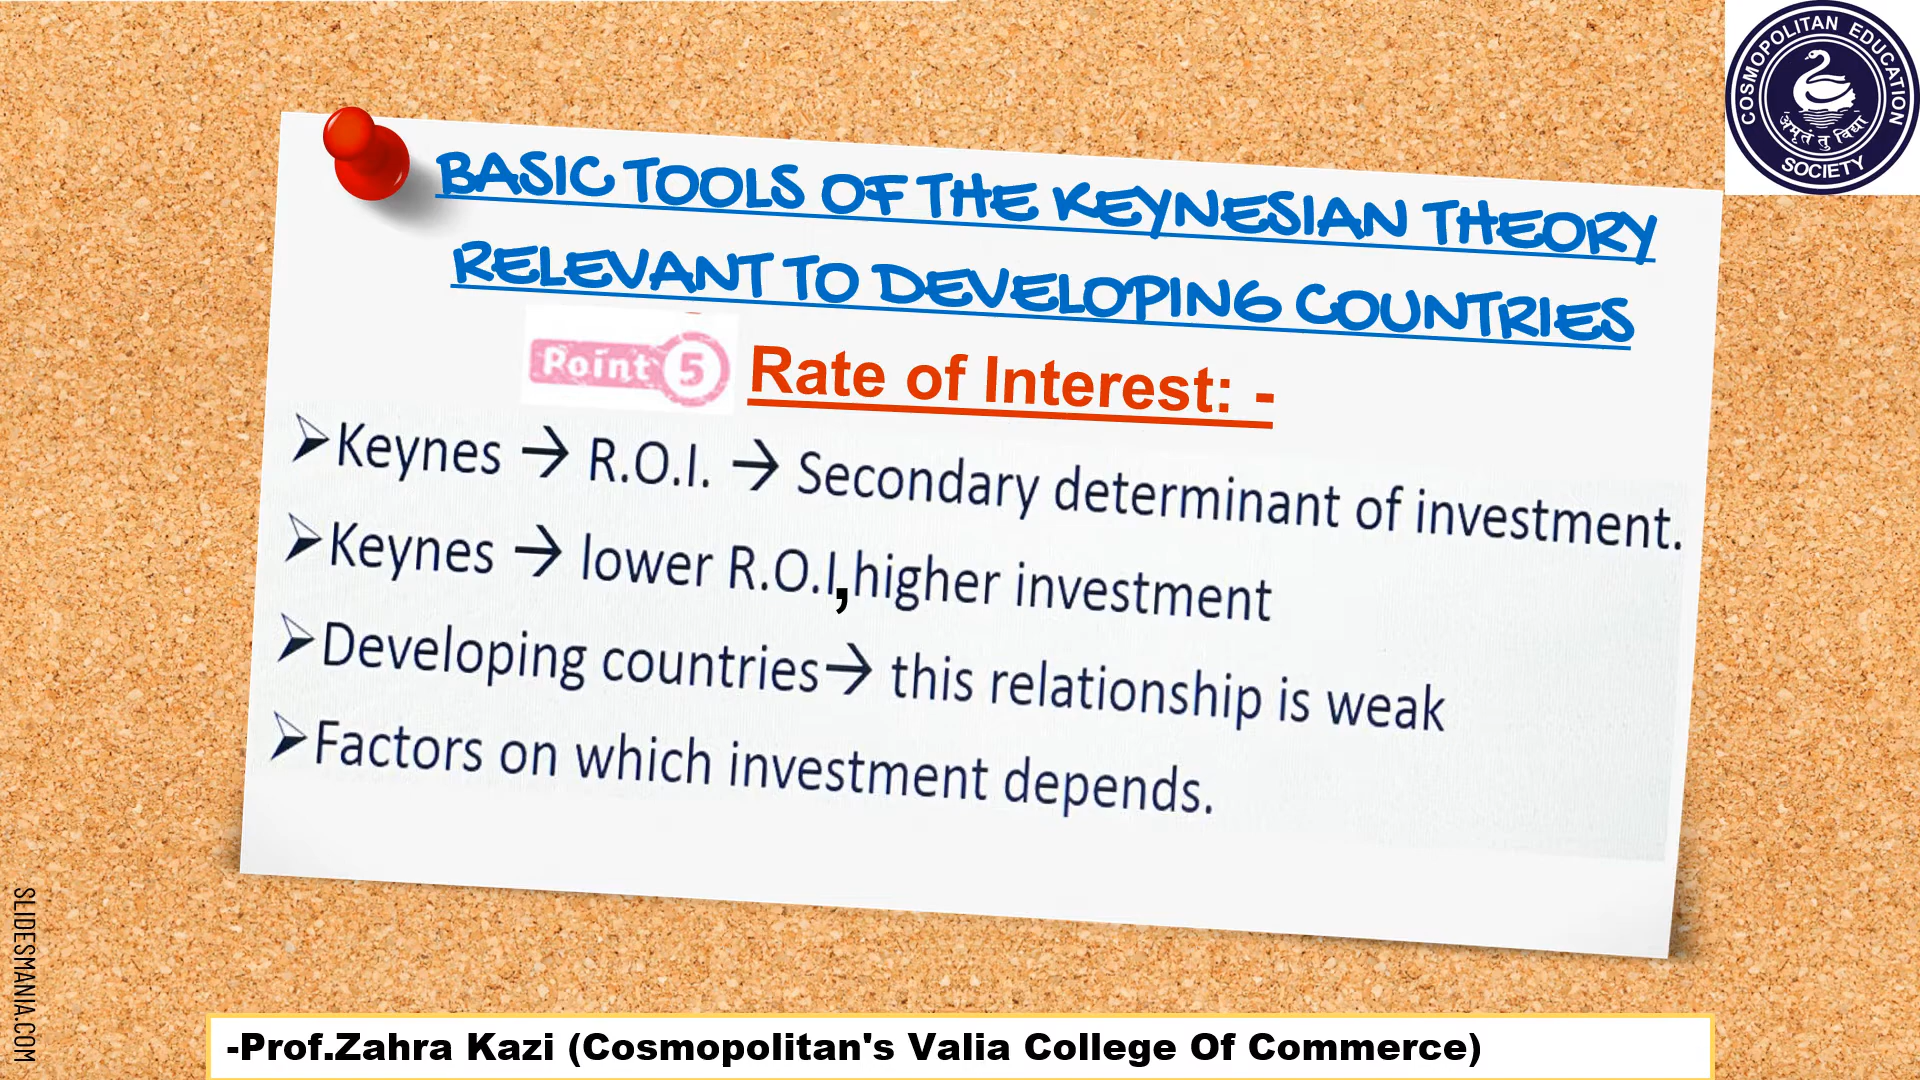 COSMOPOLITAN EDUCATION
SOCIETY
अमृतं तु विद्या
BASIC TOOLS OF THE KEYNESIAN THEORY
RELEVANT TO DEVELOPING COUNTRIES
Point 5 Rate of Interest: -
➢Keynes → R.O.I. → Secondary determinant of investment.
➢Keynes → lower R.O.I,higher investment
➢Developing countries→ this relationship is weak
➢Factors on which investment depends.
SLIDESMANIA.COM
-Prof.Zahra Kazi (Cosmopolitan's Valia College Of Commerce)